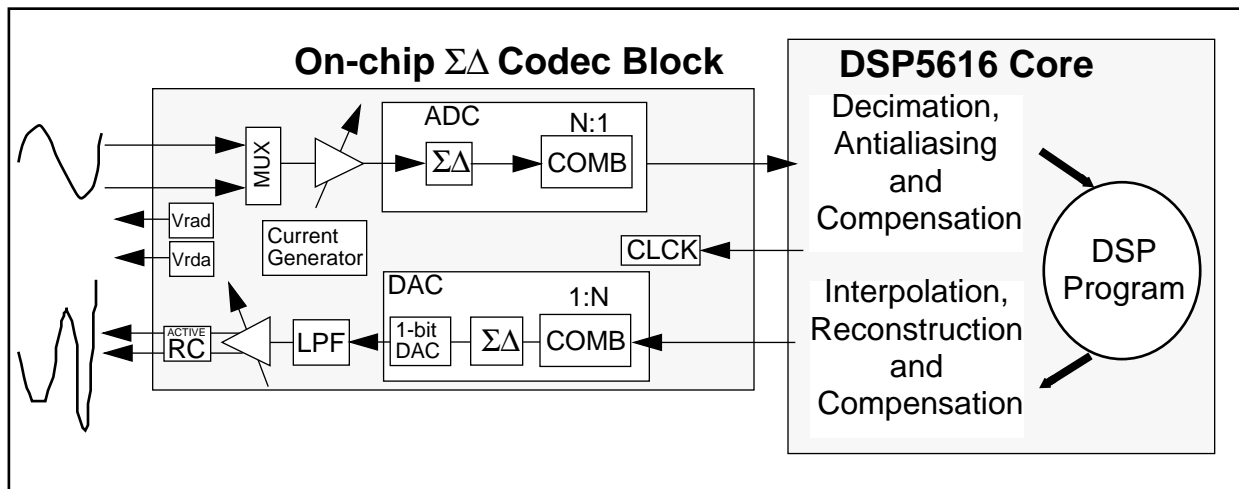 On-chip ΣΔ Codec Block
DSP5616 Core
MUX
ADC
N:1
ΣΔ
COMB
Decimation,
Antialiasing
and
Compensation
Vrad
Vrda
Current
Generator
CLCK
DSP
Program
DAC
1:N
ACTIVE
RC
LPF
1-bit
DAC
ΣΔ
COMB
Interpolation,
Reconstruction
and
Compensation